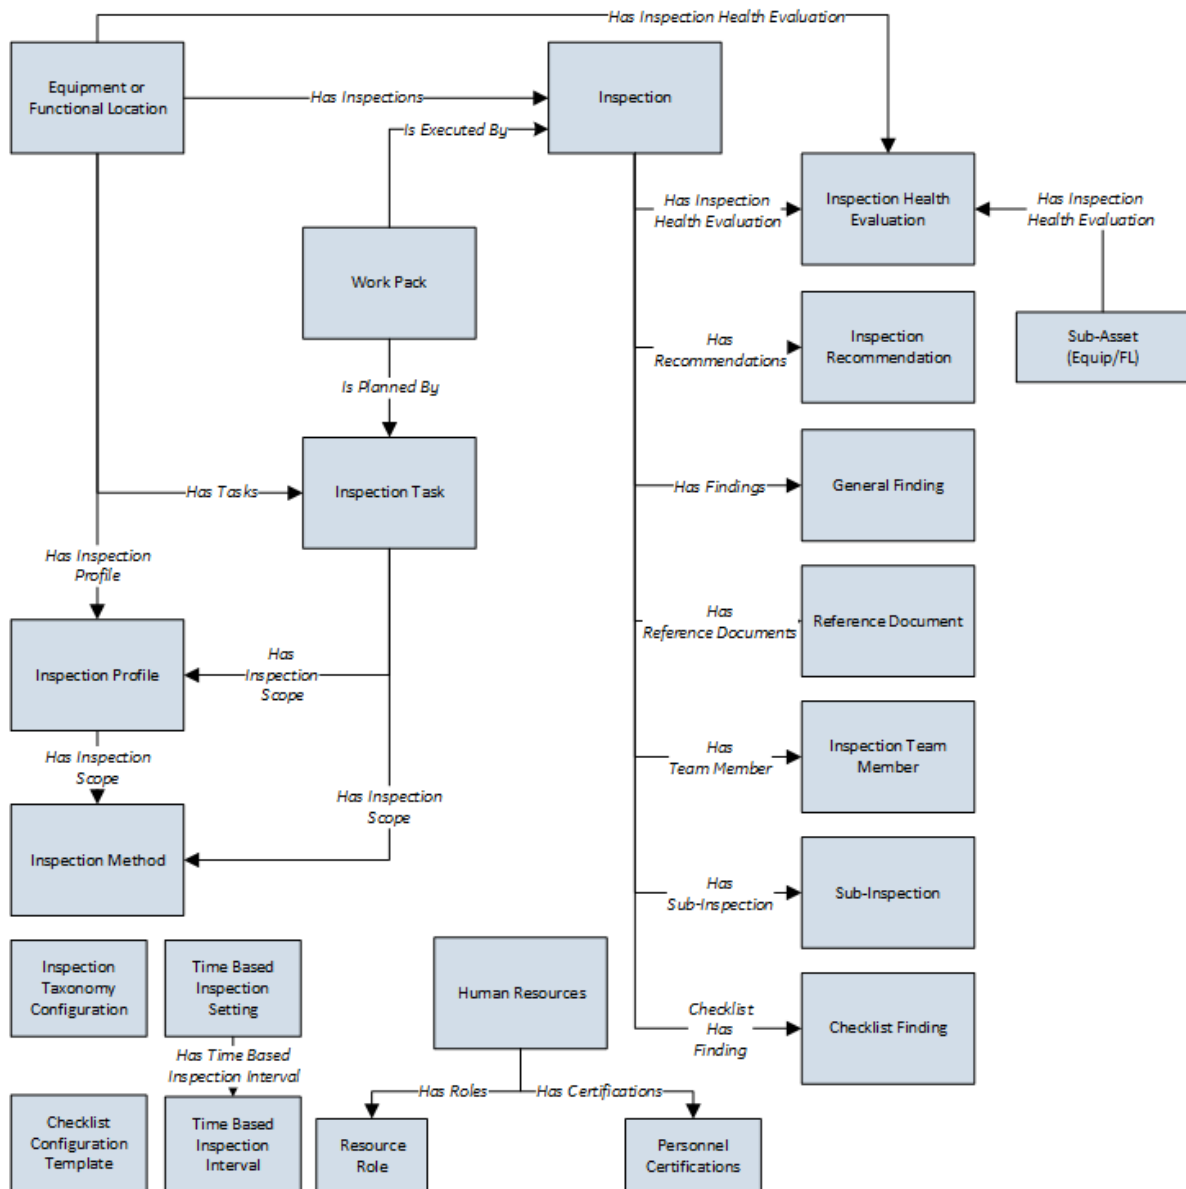 Has Inspection Health Evaluation
Equipment or
Functional Location
Has Inspections
Inspection
Is Executed By
Has Inspection
Health Evaluation
Inspection Health
Evaluation
Has Inspection
Health Evaluation
Work Pack
Has
Recommendations
Inspection
Recommendation
Sub-Asset
(Equip/FL)
Is Planned By
Has Tasks
Inspection Task
Has Findings
General Finding
Has Inspection
Profile
Has
Reference Documents
Reference Document
Inspection Profile
Has
Inspection
Scope
Has Inspection
Scope
Has
Team Member
Inspection Team
Member
Has Inspection
Scope
Inspection Method
Has
Sub-Inspection
Sub-Inspection
Inspection
Taxonomy
Configuration
Time Based
Inspection
Setting
Human Resources
Checklist
Has
Finding
Checklist Finding
Has Time Based
Inspection Interval
Has Roles
Has Certifications
Checklist
Configuration
Template
Time Based
Inspection
Interval
Resource
Role
Personnel
Certifications